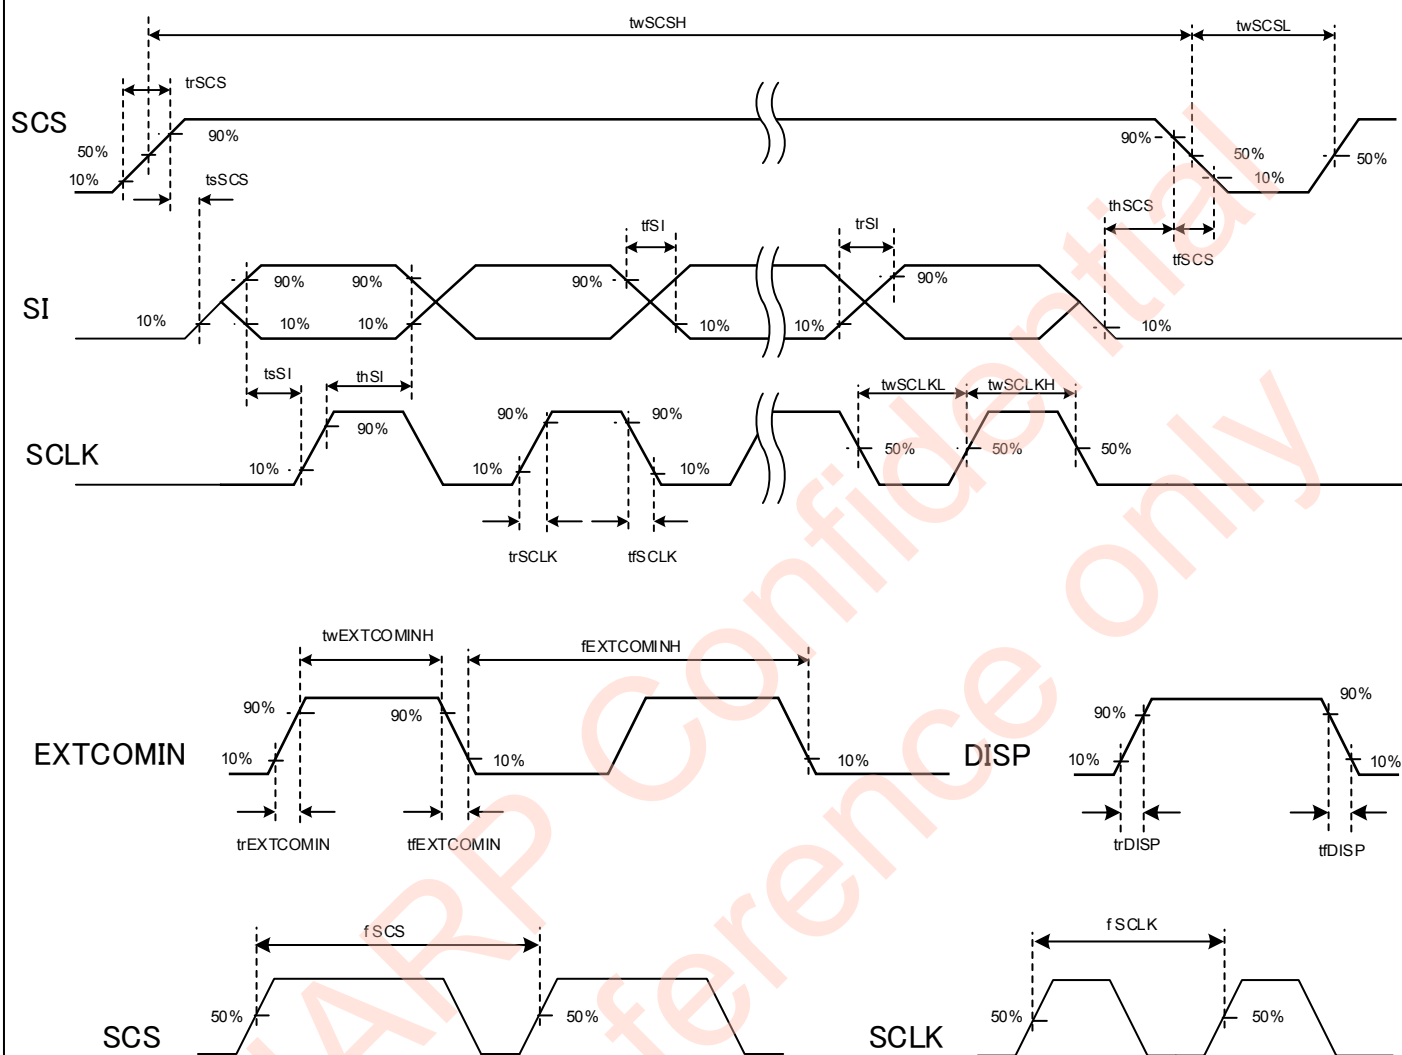 twSCSH
twSCSL
trSCS
SCS
90%
50%
10%
90%
50%
10%
50%
tsSCS
thSCS
tfSCS
tfSI
trSI
SI
90%
90%
90%
90%
10%
10%
10%
10%
10%
10%
tsSI
thSI
twSCLKL
twSCLKH
SCLK
90%
90%
90%
10%
10%
10%
50%
50%
50%
trSCLK
tfSCLK
twEXTCOMINH
fEXTCOMINH
EXTCOMIN
90%
90%
10%
10%
10%
trEXTCOMIN
tfEXTCOMIN
DISP
90%
90%
10%
10%
trDISP
tfDISP
fSCS
SCS
50%
50%
fSCLK
SCLK
50%
50%
ARP Confidential
ference only